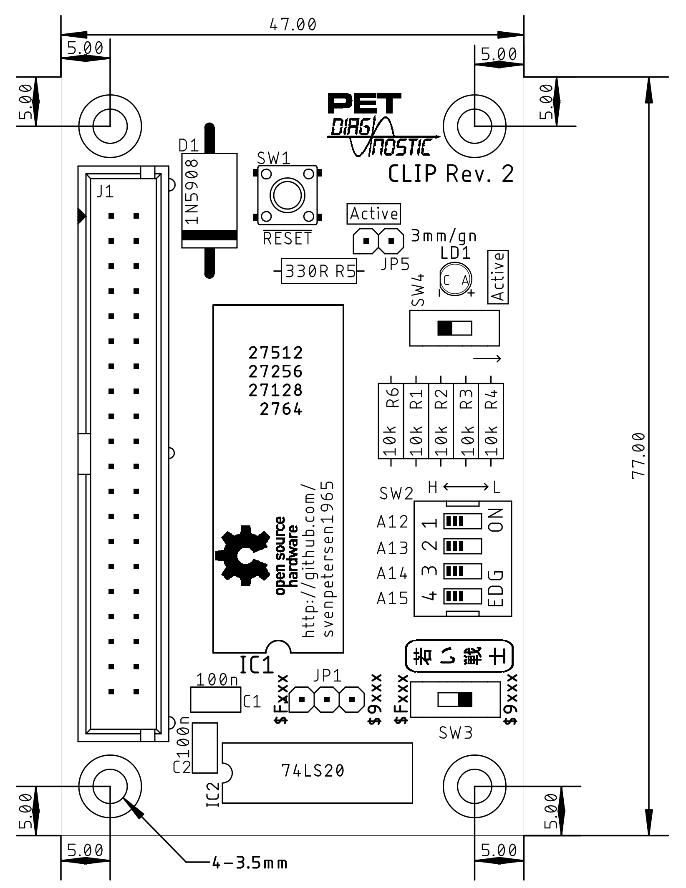 47.00
5.00
5.00
5.00
5.00
PET
DIAG
NOSTIC
CLIP Rev. 2
D1
1N5908
SW1
RESET
J1
Active
3mm/gn
JP5
LD1
C A
- +
Active
SW4
330R R5
27512
27256
27128
2764
10k R6
10k R1
10k R2
10k R3
10k R4
77.00
H L
SW2
A12 1
A13 2
A14 3
A15 4
ON
EDG
open source
hardware
http://github.com/
svenpetersen1965
IC1
若い戦士
100n
C1
JP1
$Fxxx
$9xxx
$Fxxx
$9xxx
SW3
100n
C2
IC2
74LS20
5.00
5.00
5.00
5.00
4-3.5mm